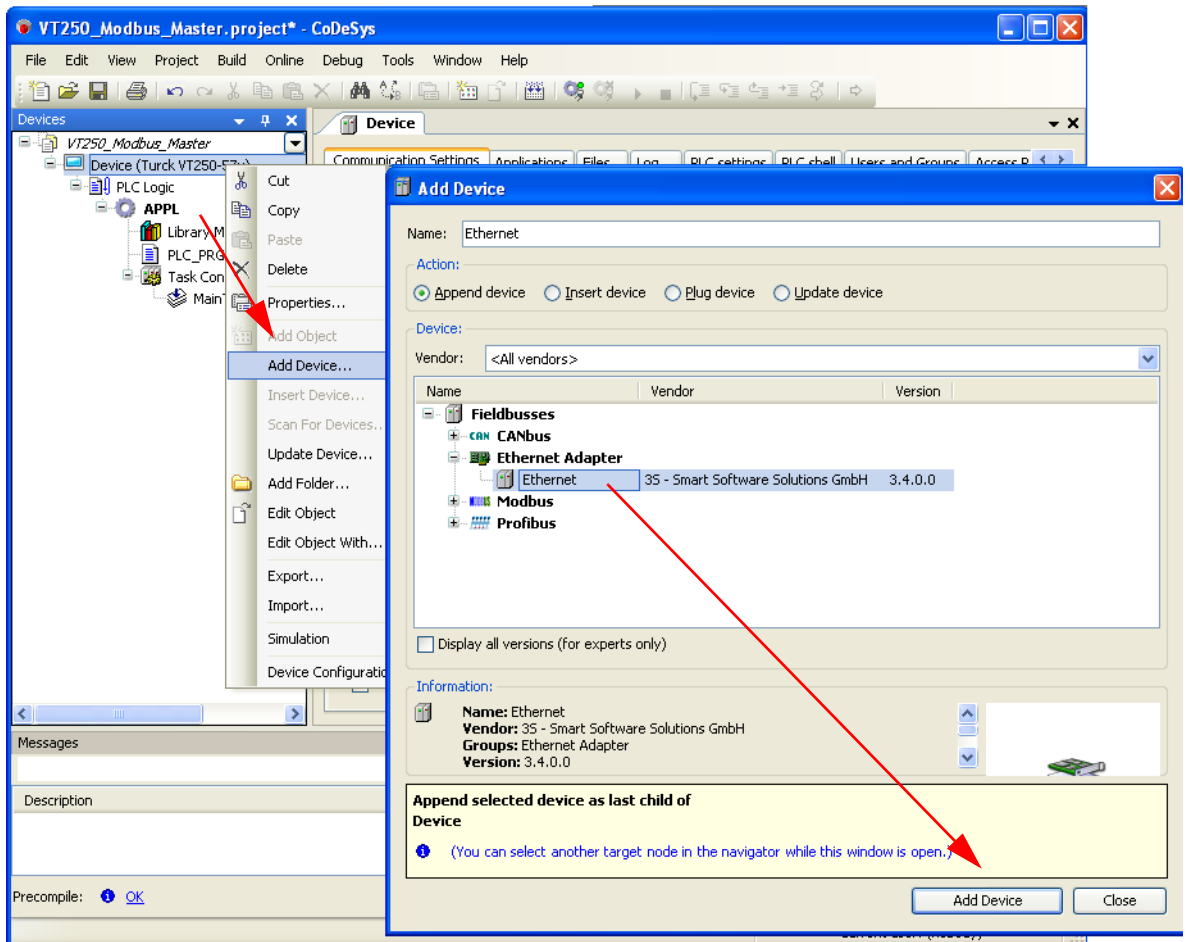 VT250_Modbus_Master.project* - CoDeSys
File Edit View Project Build Online Debug Tools Window Help
Devices
VT250_Modbus_Master
Device (Turck VT250-57
PLC Logic
APPL
Library M
PLC_PRG
Task Con
Main
Device
Communication Settings Applications Files Log PLC settings PLC shell Users and Groups Access R
Cut
Copy
Paste
Delete
Properties...
Add Object
Add Device...
Insert Device...
Scan For Devices..
Update Device...
Add Folder...
Edit Object
Edit Object With...
Export...
Import...
Simulation
Device Configuratio
Messages
Description
Precompile: OK
Add Device
Name: Ethernet
Action:
Append device Insert device Plug device Update device
Device:
Vendor: <All vendors>
Name Vendor Version
Fieldbusses
CAN CANbus
Ethernet Adapter
Ethernet 3S - Smart Software Solutions GmbH 3.4.0.0
Modbus
Profibus
Display all versions (for experts only)
Information:
Name: Ethernet
Vendor: 3S - Smart Software Solutions GmbH
Groups: Ethernet Adapter
Version: 3.4.0.0
Append selected device as last child of
Device
(You can select another target node in the navigator while this window is open.)
Add Device Close